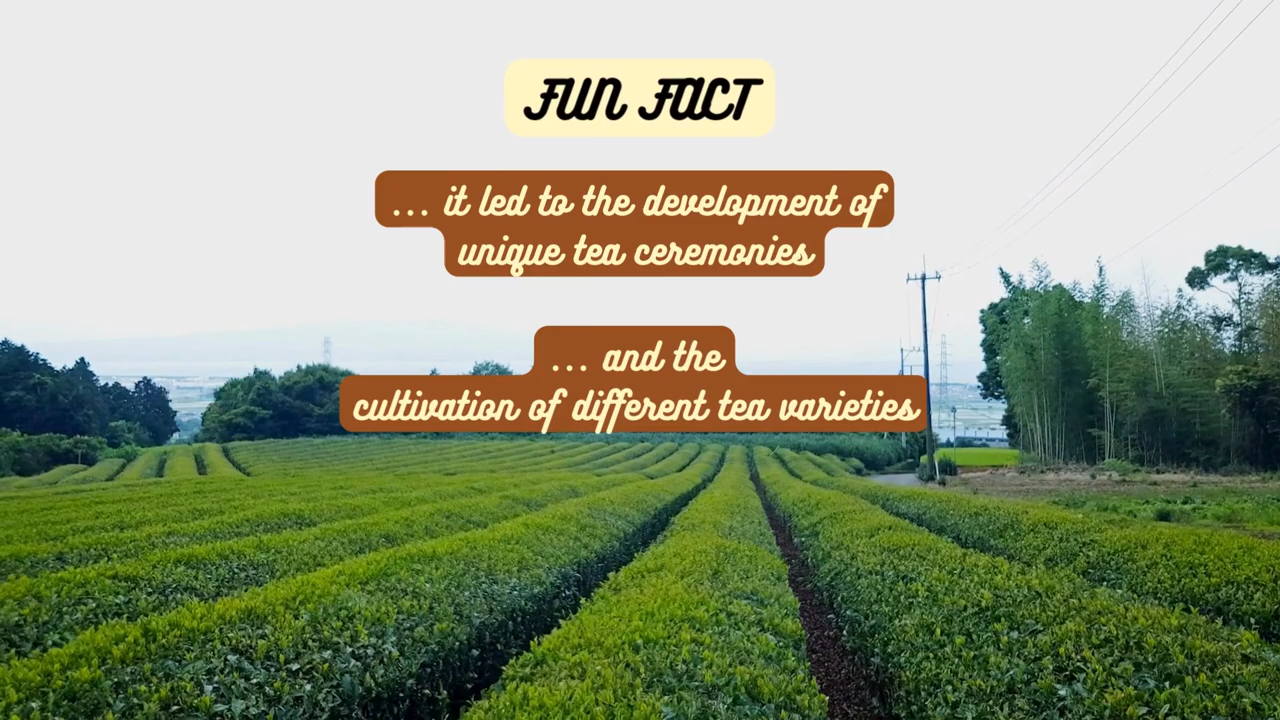 FUN FACT
... it led to the development of
unique tea ceremonies
... and the
cultivation of different tea varieties